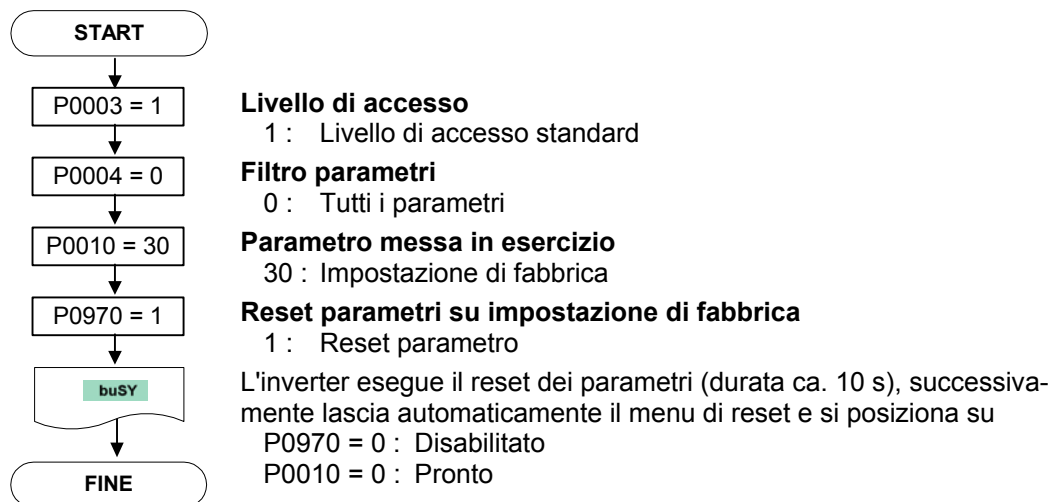 START
P0003 = 1
Livello di accesso
1 : Livello di accesso standard
P0004 = 0
Filtro parametri
0 : Tutti i parametri
P0010 = 30
Parametro messa in esercizio
30 : Impostazione di fabbrica
P0970 = 1
Reset parametri su impostazione di fabbrica
1 : Reset parametro
buSY
L'inverter esegue il reset dei parametri (durata ca. 10 s), successiva-
mente lascia automaticamente il menu di reset e si posiziona su
P0970 = 0 : Disabilitato
P0010 = 0 : Pronto
FINE